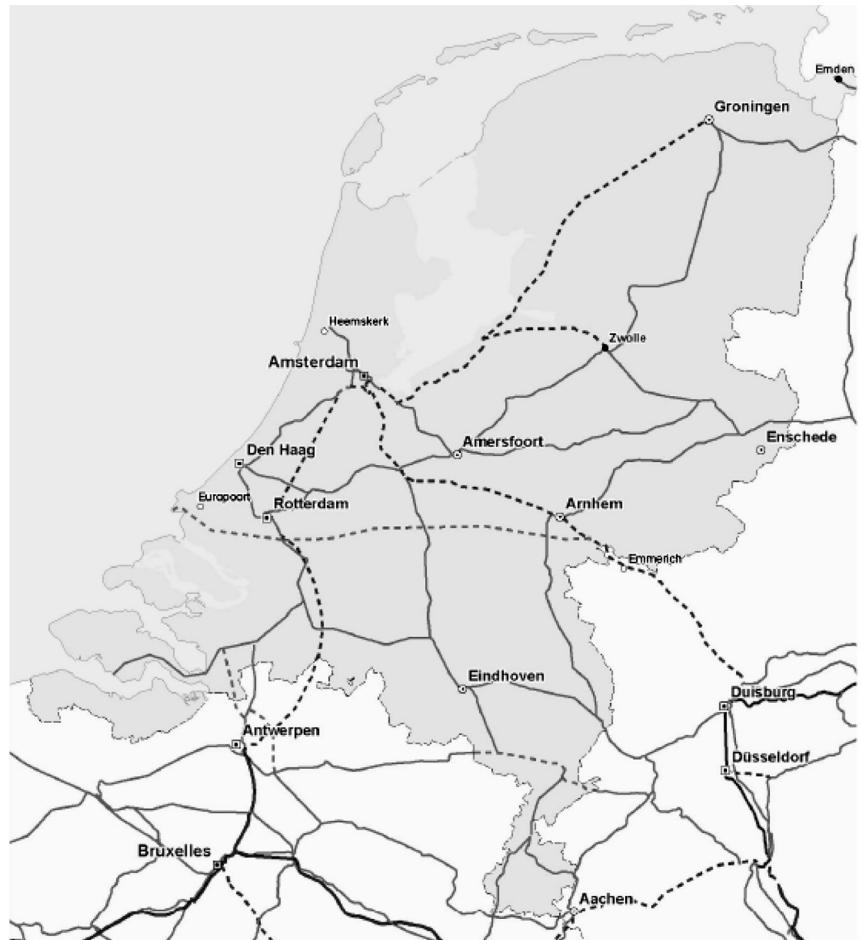 Emden
Groningen
Heemskerk
Zwolle
Amsterdam
Amersfoort
Enschede
Den Haag
Europoort
Rotterdam
Arnhem
Emmerich
Eindhoven
Duisburg
Antwerpen
Düsseldorf
Bruxelles
Aachen